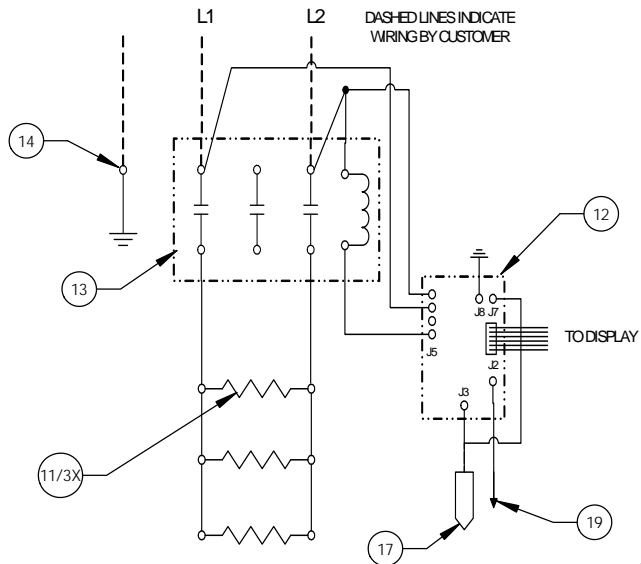 L1
L2
DASHED LINES INDICATE
WIRING BY CUSTOMER
14
12
13
J8 J7
J5
TO DISPLAY
J2
J3
11/3X
17
19